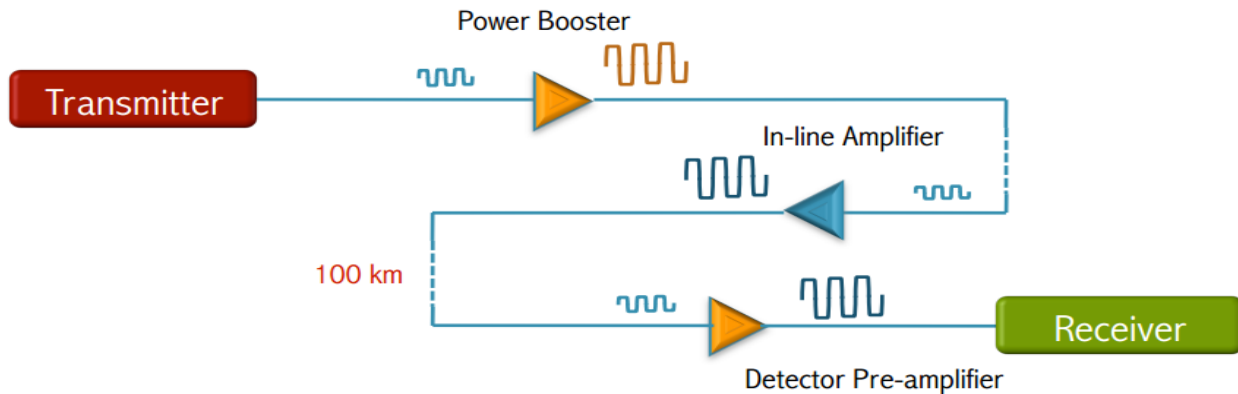 Power Booster
Transmitter
In-line Amplifier
100 km
Receiver
Detector Pre-amplifier